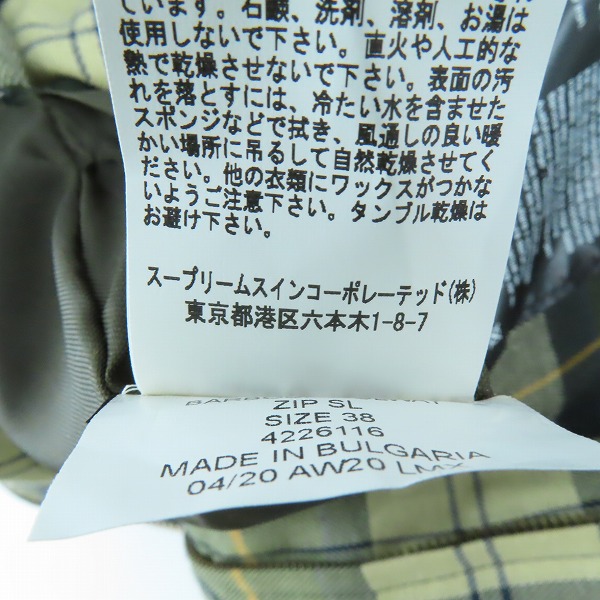 ています。石鹸、洗剤、溶剤、お湯は
使用しないで下さい。直火や人工的な
熱で乾燥させないで下さい。表面の汚
れを落とすには、冷たい水を含ませた
スポンジなどで拭き、風通しの良い暖
かい場所に吊るして自然乾燥させてく
ださい。他の衣類にワックスがつかな
いようご注意下さい。タンブル乾燥は
お避け下さい。
スープリームスインコーポレーテッド(株)
東京都港区六本木1-8-7
ZIP SL
SIZE 38
4226116
MADE IN BULGARIA
04/20 AW20 LMX